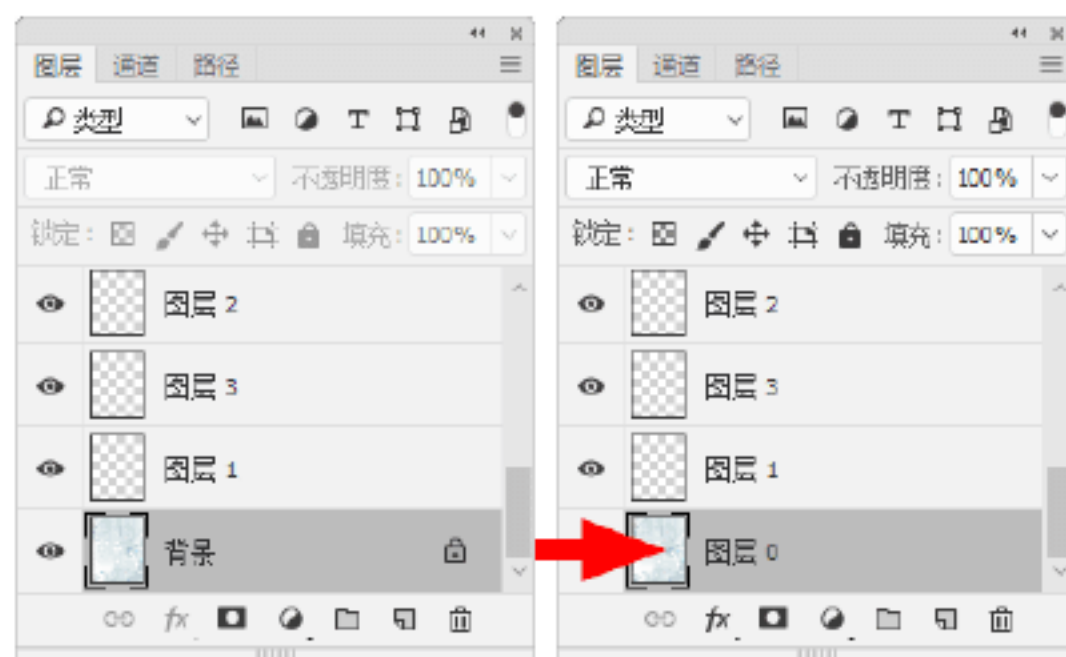 图层 通道 路径
类型
正常 不透明度: 100%
锁定: 填充: 100%
图层 2
图层 3
图层 1
背景
fx
图层 通道 路径
类型
正常 不透明度: 100%
锁定: 填充: 100%
图层 2
图层 3
图层 1
图层 0
fx